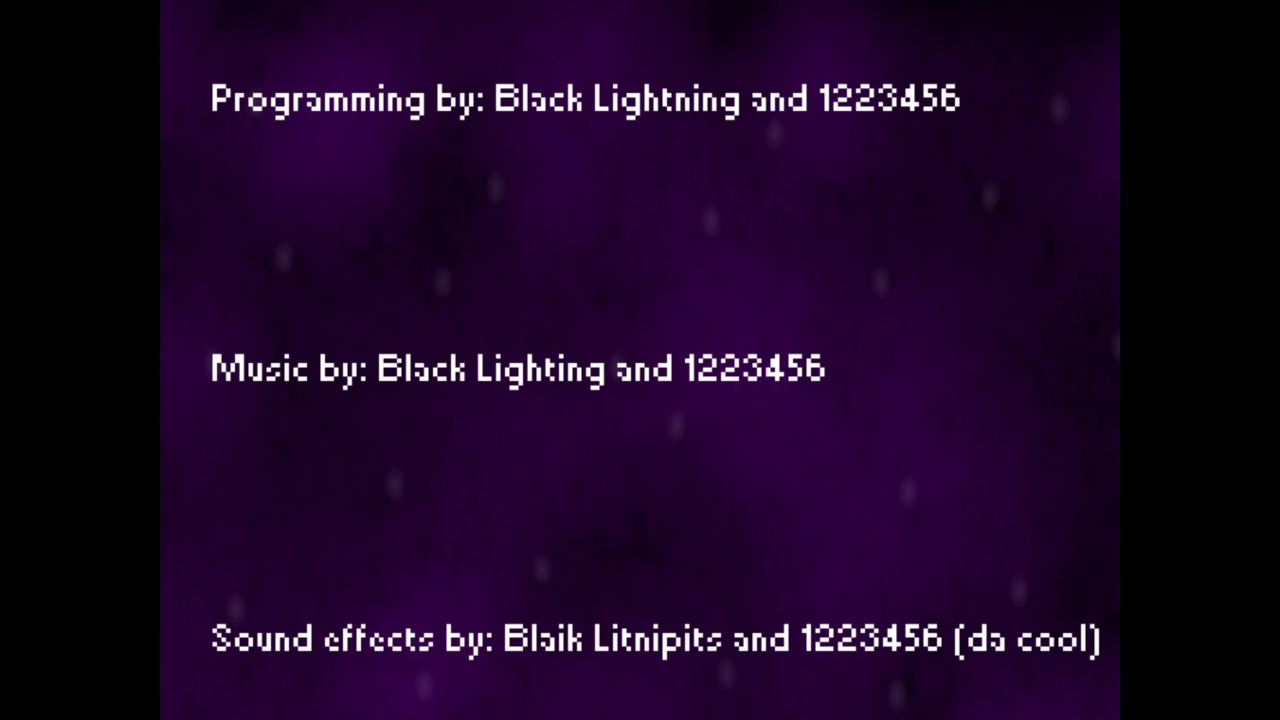 Programming by: Black Lightning and 1223456
Music by: Black Lighting and 1223456
Sound effects by: Blaik Litnipits and 1223456 (da cool)